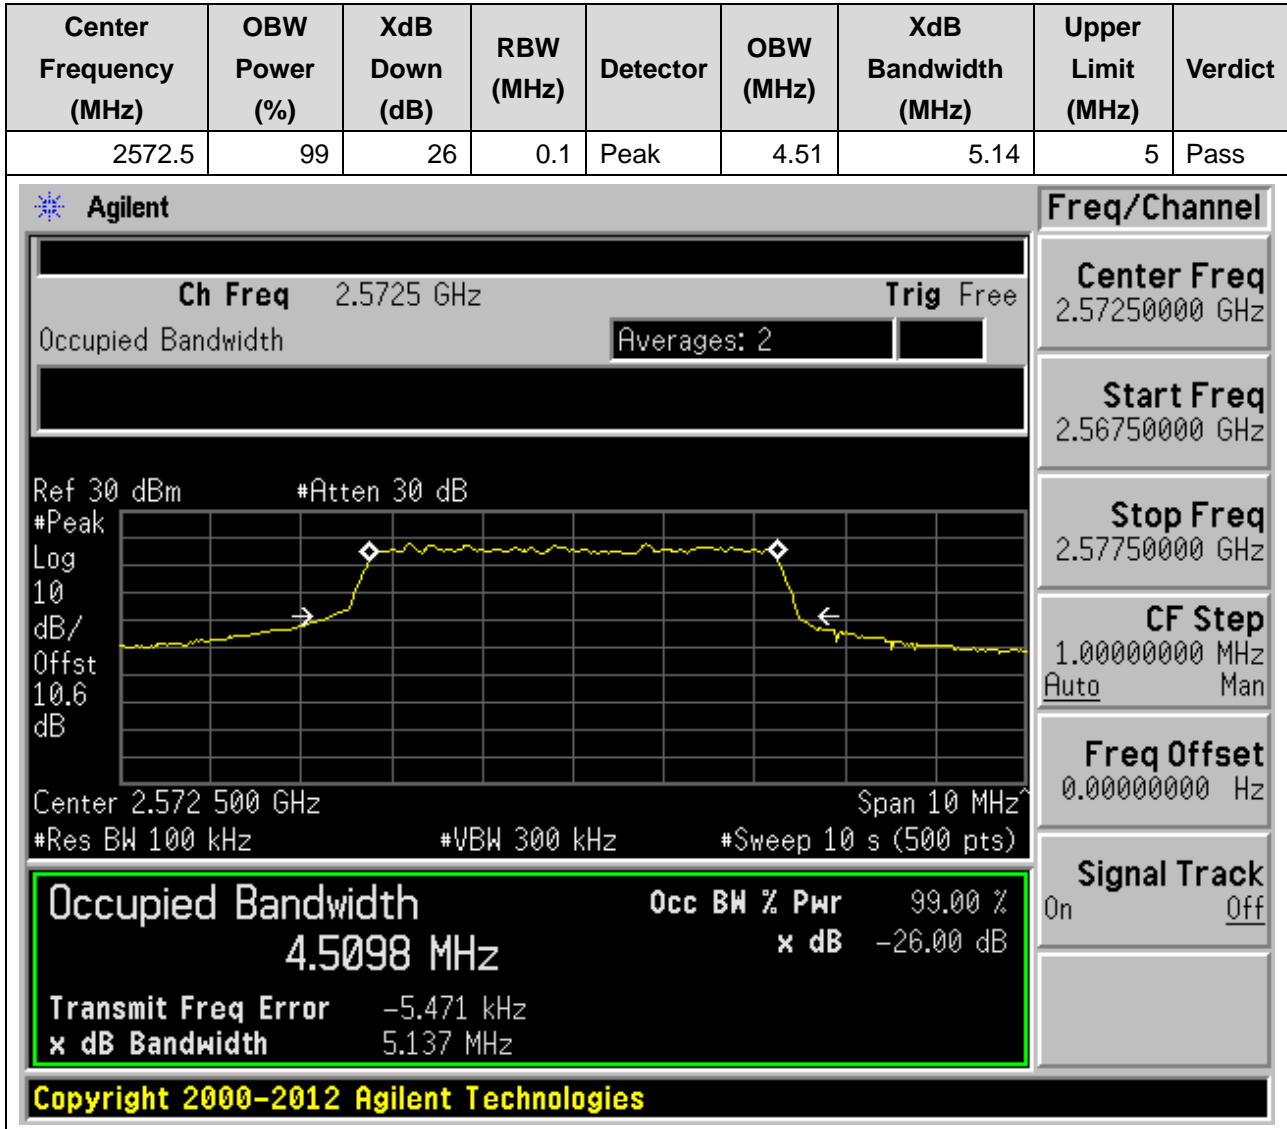 Center Frequency (MHz) OBW Power (%) XdB Down (dB) RBW (MHz) Detector OBW (MHz) XdB Bandwidth (MHz) Upper Limit (MHz) Verdict
2572.5 99 26 0.1 Peak 4.51 5.14 5 Pass
Agilent
Freq/Channel
Ch Freq 2.5725 GHz Trig Free
Occupied Bandwidth Averages: 2
Center Freq
2.57250000 GHz
Start Freq
2.56750000 GHz
Stop Freq
2.57750000 GHz
CF Step
1.00000000 MHz
Auto Man
Freq Offset
0.00000000 Hz
Signal Track
On Off
Ref 30 dBm #Atten 30 dB
#Peak
Log
10
dB/
Offst
10.6
dB
Center 2.572 500 GHz Span 10 MHz^
#Res BW 100 kHz #VBW 300 kHz #Sweep 10 s (500 pts)
Occupied Bandwidth Occ BW % Pwr 99.00 %
4.5098 MHz x dB -26.00 dB
Transmit Freq Error -5.471 kHz
x dB Bandwidth 5.137 MHz
Copyright 2000-2012 Agilent Technologies